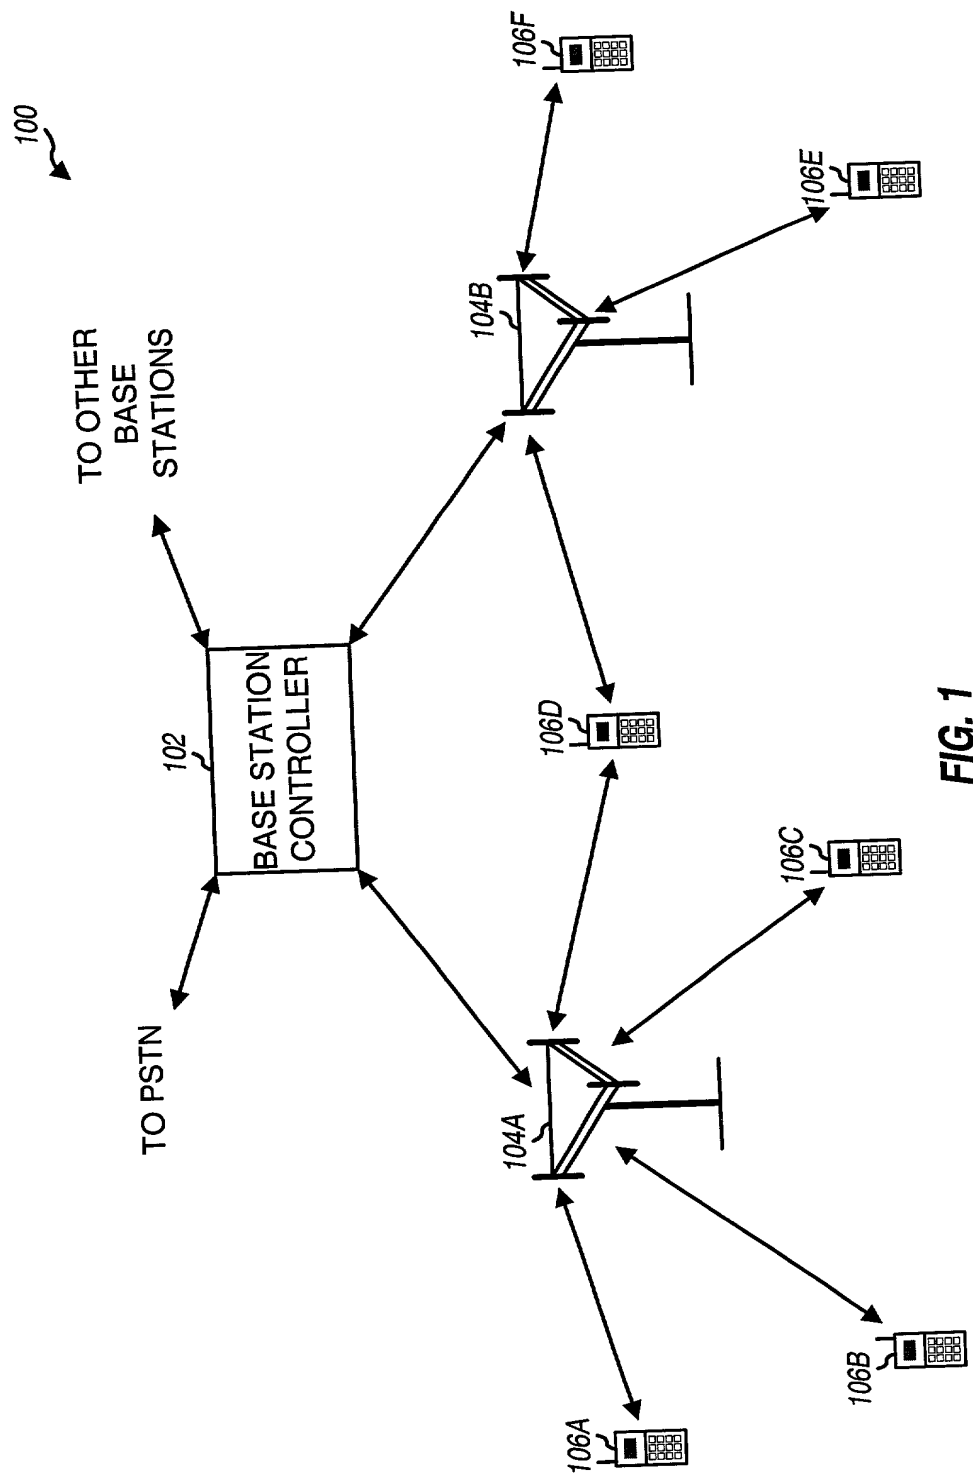 100
TO OTHER
BASE
STATIONS
TO PSTN
102
BASE STATION
CONTROLLER
104A
104B
106A
106B
106C
106D
106E
106F
FIG. 1